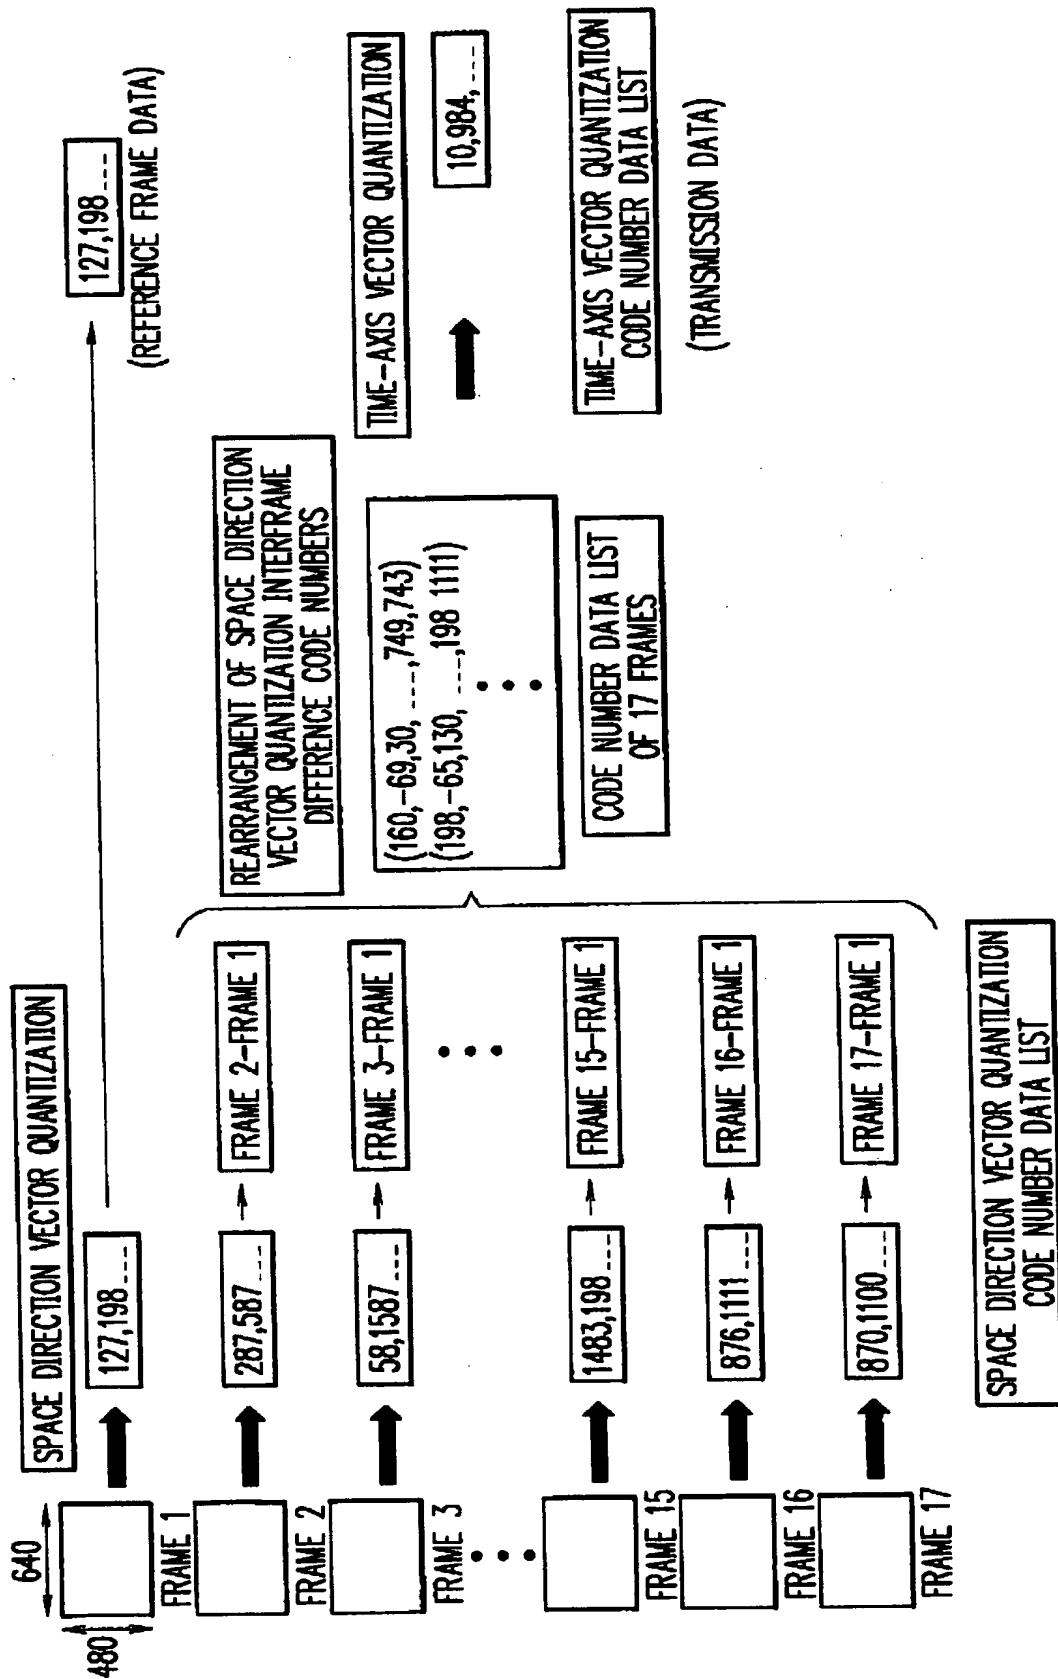 640
480
SPACE DIRECTION VECTOR QUANTIZATION
127,198----
127,198----
(REFERENCE FRAME DATA)
FRAME 1
287,587----
FRAME 2-FRAME 1
FRAME 2
58,1587----
FRAME 3-FRAME 1
FRAME 3
1483,198----
FRAME 15-FRAME 1
FRAME 15
876,1111----
FRAME 16-FRAME 1
FRAME 16
870,1100----
FRAME 17-FRAME 1
FRAME 17
SPACE DIRECTION VECTOR QUANTIZATION
CODE NUMBER DATA LIST
REARRANGEMENT OF SPACE DIRECTION
VECTOR QUANTIZATION INTERFRAME
DIFFERENCE CODE NUMBERS
(160,-69,30, ----,749,743)
(198,-65,130, ----,198 1111)
CODE NUMBER DATA LIST
OF 17 FRAMES
TIME-AXIS VECTOR QUANTIZATION
10,984,----
TIME-AXIS VECTOR QUANTIZATION
CODE NUMBER DATA LIST
(TRANSMISSION DATA)